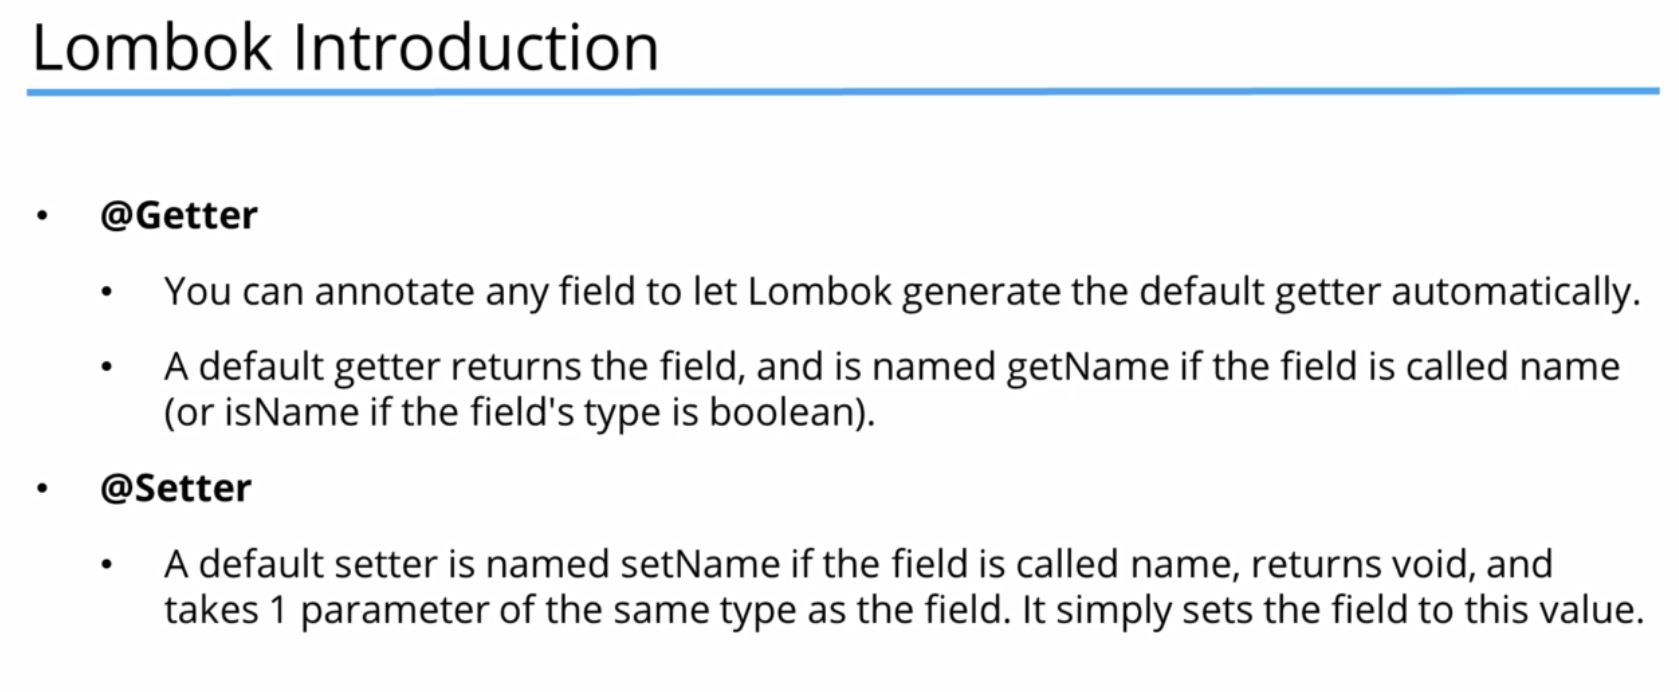 Lombok Introduction
• @Getter
• You can annotate any field to let Lombok generate the default getter automatically.
• A default getter returns the field, and is named getName if the field is called name
(or isName if the field's type is boolean).
• @Setter
• A default setter is named setName if the field is called name, returns void, and
takes 1 parameter of the same type as the field. It simply sets the field to this value.